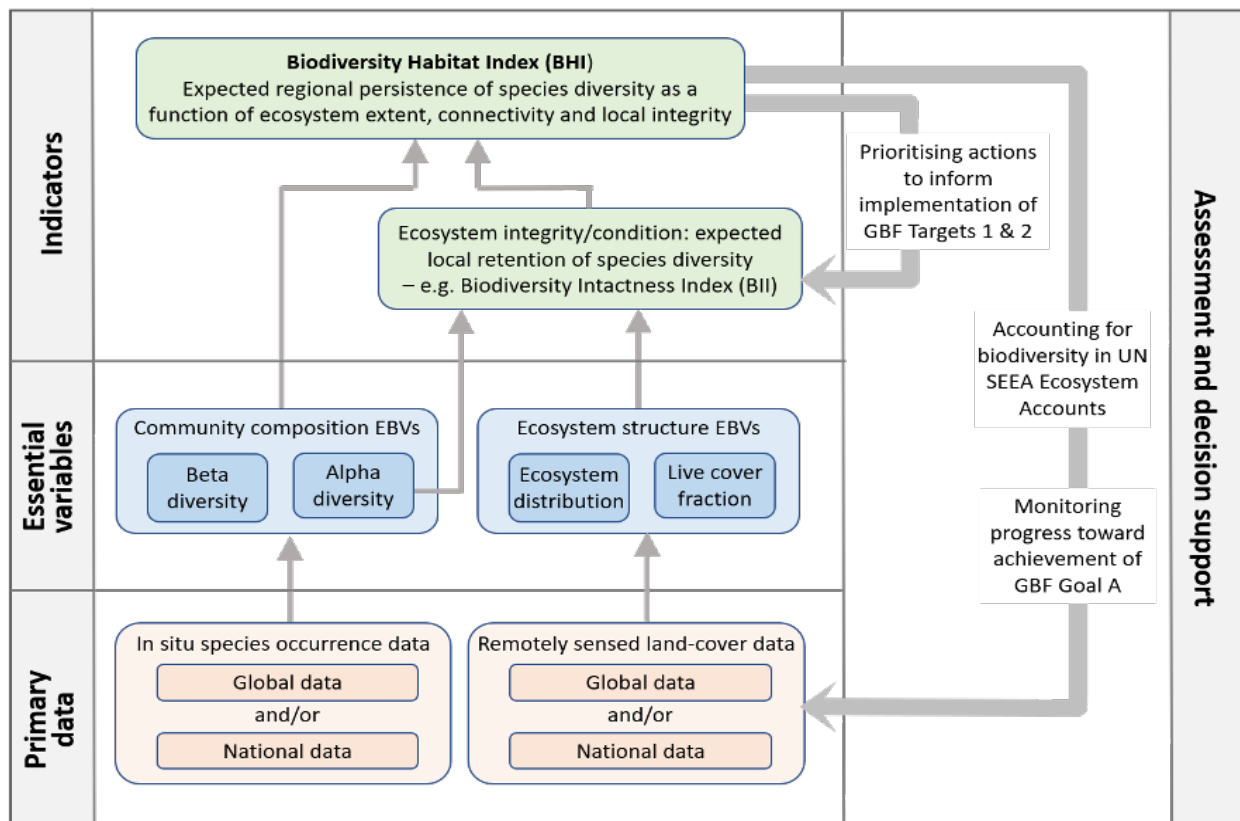 Indicators
Biodiversity Habitat Index (BHI)
Expected regional persistence of species diversity as a
function of ecosystem extent, connectivity and local integrity
Ecosystem integrity/condition: expected
local retention of species diversity
– e.g. Biodiversity Intactness Index (BII)
Prioritising actions
to inform
implementation of
GBF Targets 1 & 2
Accounting for
biodiversity in UN
SEEA Ecosystem
Accounts
Monitoring
progress toward
achievement of
GBF Goal A
Assessment and decision support
Essential
variables
Community composition EBVs
Beta
diversity
Alpha
diversity
Ecosystem structure EBVs
Ecosystem
distribution
Live cover
fraction
Primary
data
In situ species occurrence data
Global data
and/or
National data
Remotely sensed land-cover data
Global data
and/or
National data